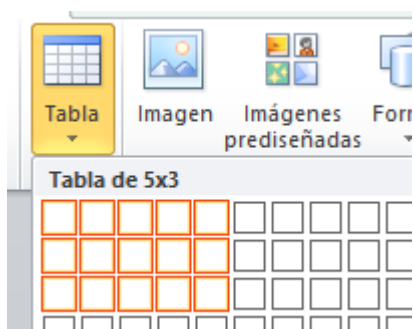 Tabla
Imagen
Imágenes
prediseñadas
Tabla de 5x3